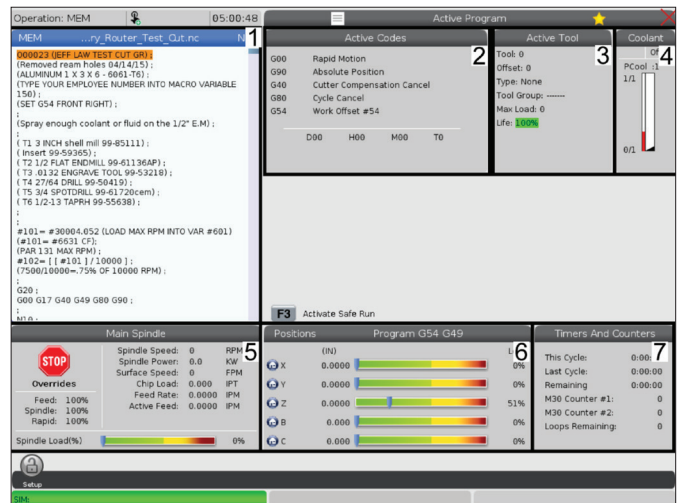 Operation: MEM
05:00:48
Active Program
MEM ...ry_Router_Test_Cut.nc N
1
O00023 (JEFF LAW TEST CUT GR) ;
(Removed ream holes 04/14/15) ;
(ALUMINUM 1 X 3 X 6 - 6061-T6) ;
(TYPE YOUR EMPLOYEE NUMBER INTO MACRO VARIABLE
150) ;
(SET G54 FRONT RIGHT) ;
;
(Spray enough coolant or fluid on the 1/2" E.M) ;
;
( T1 3 INCH shell mill 99-85111) ;
( Insert 99-59365) ;
( T2 1/2 FLAT ENDMILL 99-61136AP) ;
( T3 .0132 ENGRAVE TOOL 99-53218) ;
( T4 27/64 DRILL 99-50419) ;
( T5 3/4 SPOTDRILL 99-61720cem) ;
( T6 1/2-13 TAPRH 99-55638) ;
;
;
#101= #30004.052 (LOAD MAX RPM INTO VAR #601)
(#101= #6631 CF);
(PAR 131 MAX RPM) ;
#102= [ [ #101 ] / 10000 ] ;
(7500/10000=.75% OF 10000 RPM) ;
;
G20 ;
G00 G17 G40 G49 G80 G90 ;
;
N10 ;
Active Codes
2
G00 Rapid Motion
G90 Absolute Position
G40 Cutter Compensation Cancel
G80 Cycle Cancel
G54 Work Offset #54
D00 H00 M00 T0
Active Tool
3
Tool: 0
Offset: 0
Type: None
Tool Group: ------
Max Load: 0
Life: 100%
Coolant
4
Of
PCool :1
1/1
0/1
F3 Activate Safe Run
Main Spindle
5
STOP
Overrides
Feed: 100%
Spindle: 100%
Rapid: 100%
Spindle Speed: 0 RPM
Spindle Power: 0.0 KW
Surface Speed: 0 FPM
Chip Load: 0.000 IPT
Feed Rate: 0.0000 IPM
Active Feed: 0.0000 IPM
Spindle Load(%) 0%
Positions Program G54 G49
6
(IN) L
X 0.0000 0%
Y 0.0000 0%
Z 0.0000 51%
B 0.000 0%
C 0.000 0%
Timers And Counters
7
This Cycle: 0:00:
Last Cycle: 0:00:00
Remaining 0:00:00
M30 Counter #1: 0
M30 Counter #2: 0
Loops Remaining: 0
Setup
SIM: